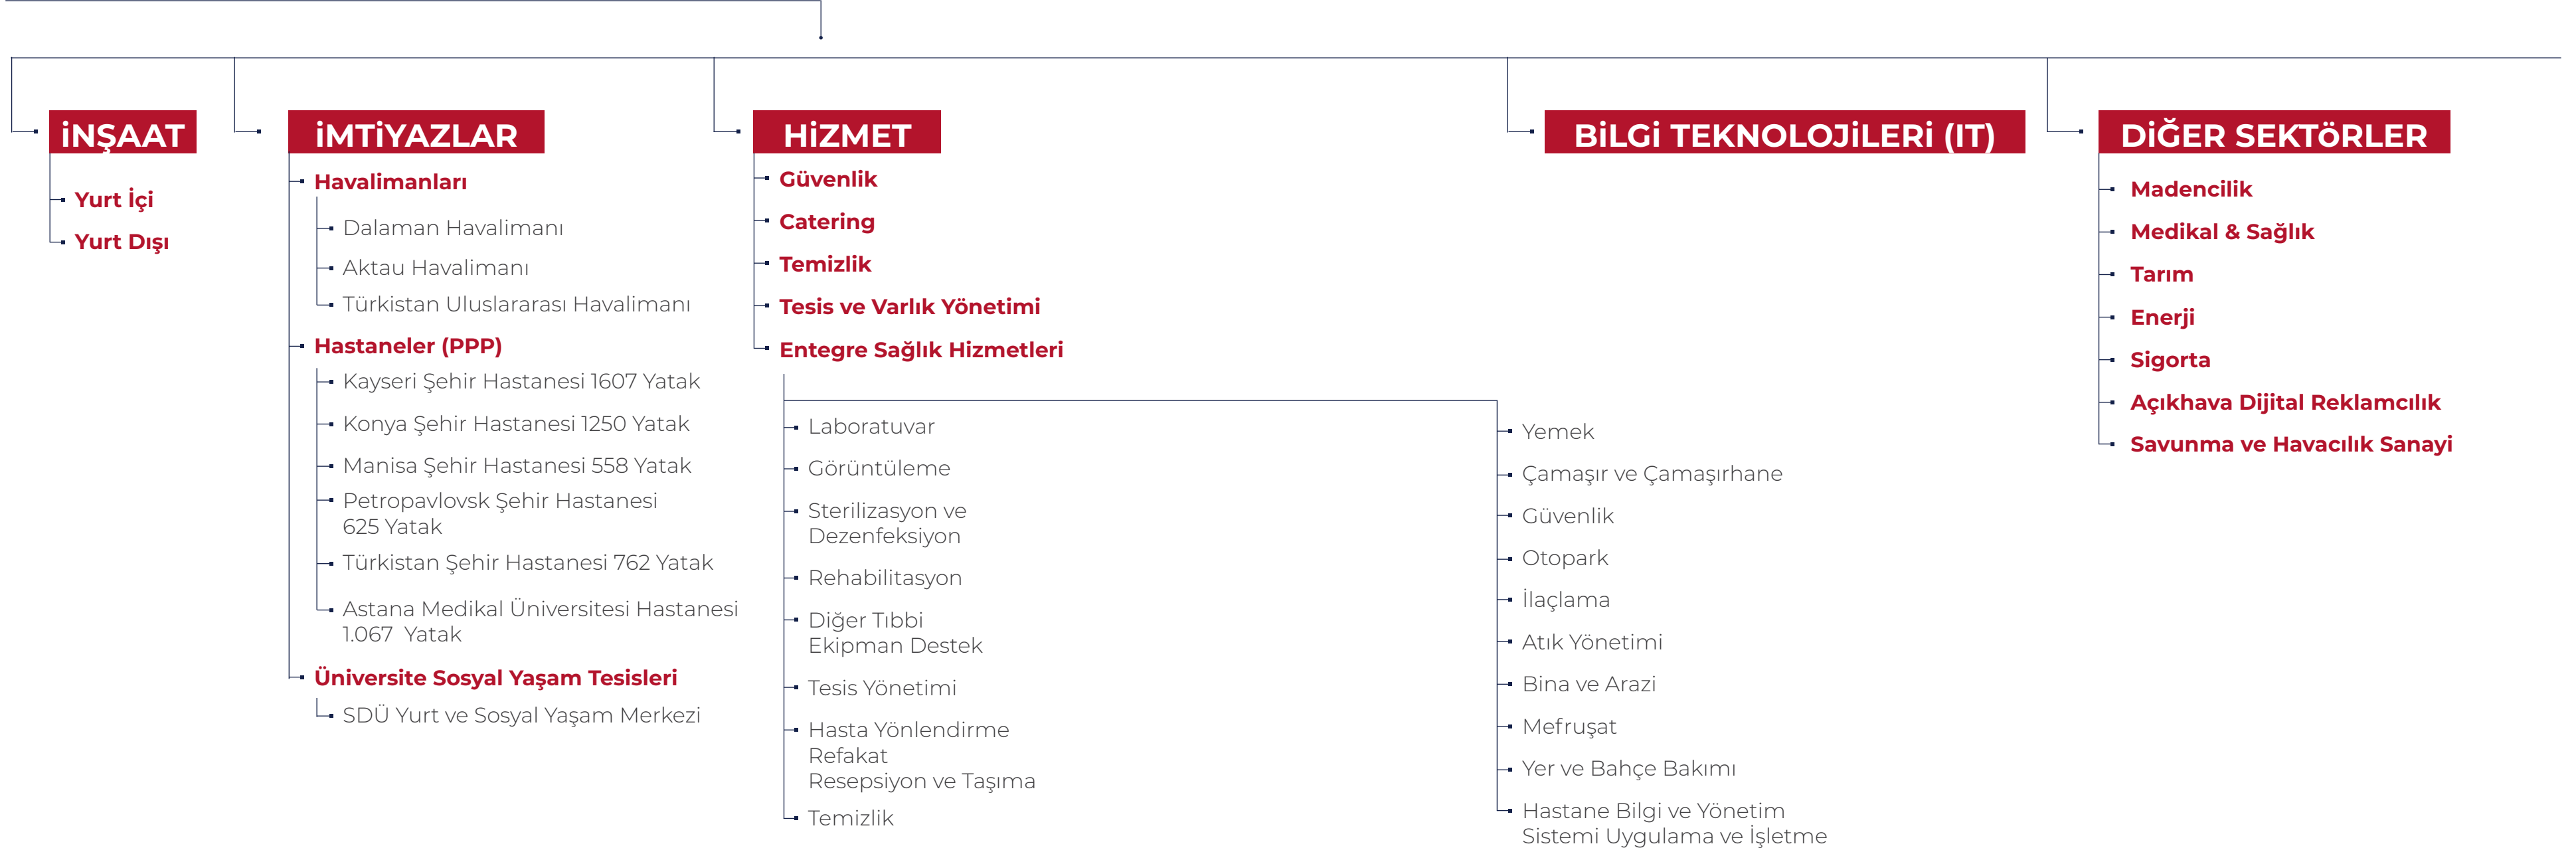 İNŞAAT
Yurt İçi
Yurt Dışı
İMTİYAZLAR
Havalimanları
Dalaman Havalimanı
Aktau Havalimanı
Türkistan Uluslararası Havalimanı
Hastaneler (PPP)
Kayseri Şehir Hastanesi 1607 Yatak
Konya Şehir Hastanesi 1250 Yatak
Manisa Şehir Hastanesi 558 Yatak
Petropavlovsk Şehir Hastanesi
625 Yatak
Türkistan Şehir Hastanesi 762 Yatak
Astana Medikal Üniversitesi Hastanesi
1.067 Yatak
Üniversite Sosyal Yaşam Tesisleri
SDÜ Yurt ve Sosyal Yaşam Merkezi
HİZMET
Güvenlik
Catering
Temizlik
Tesis ve Varlık Yönetimi
Entegre Sağlık Hizmetleri
Laboratuvar
Görüntüleme
Sterilizasyon ve
Dezenfeksiyon
Rehabilitasyon
Diğer Tıbbi
Ekipman Destek
Tesis Yönetimi
Hasta Yönlendirme
Refakat
Resepsiyon ve Taşıma
Temizlik
Yemek
Çamaşır ve Çamaşırhane
Güvenlik
Otopark
İlaçlama
Atık Yönetimi
Bina ve Arazi
Mefruşat
Yer ve Bahçe Bakımı
Hastane Bilgi ve Yönetim
Sistemi Uygulama ve İşletme
BİLGİ TEKNOLOJİLERİ (IT)
DİĞER SEKTÖRLER
Madencilik
Medikal & Sağlık
Tarım
Enerji
Sigorta
Açıkhava Dijital Reklamcılık
Savunma ve Havacılık Sanayi